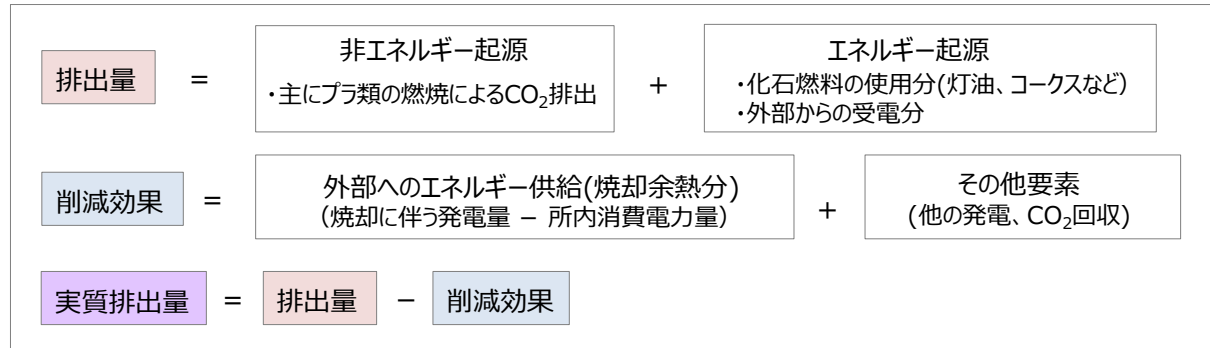 非エネルギー起源
エネルギー起源
排出量 = ・主にプラ類の燃焼によるCO₂排出 + ・化石燃料の使用分(灯油、コークスなど)
・外部からの受電分
外部へのエネルギー供給(焼却余熱分)
その他要素
削減効果 = (焼却に伴う発電量 − 所内消費電力量) + (他の発電、CO₂回収)
実質排出量 = 排出量 − 削減効果